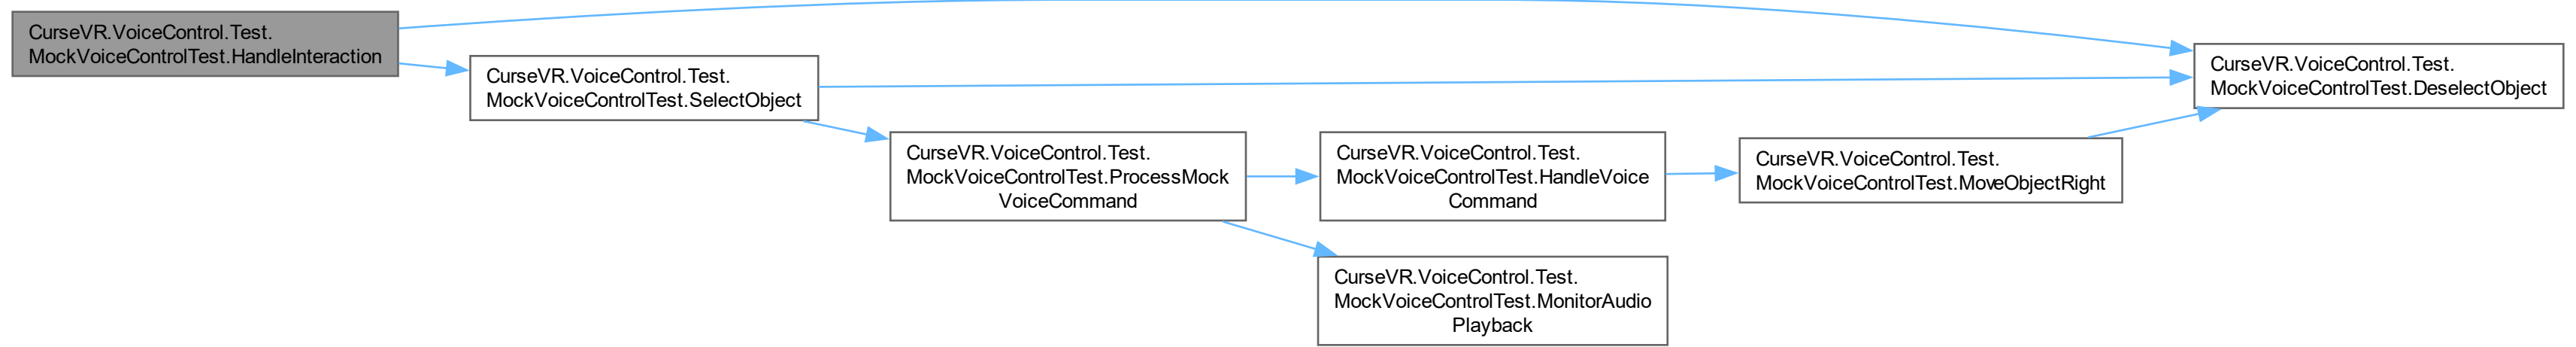 CurseVR.VoiceControl.Test.
MockVoiceControlTest.HandleInteraction
CurseVR.VoiceControl.Test.
MockVoiceControlTest.SelectObject
CurseVR.VoiceControl.Test.
MockVoiceControlTest.DeselectObject
CurseVR.VoiceControl.Test.
MockVoiceControlTest.ProcessMock
VoiceCommand
CurseVR.VoiceControl.Test.
MockVoiceControlTest.HandleVoice
Command
CurseVR.VoiceControl.Test.
MockVoiceControlTest.MoveObjectRight
CurseVR.VoiceControl.Test.
MockVoiceControlTest.MonitorAudio
Playback